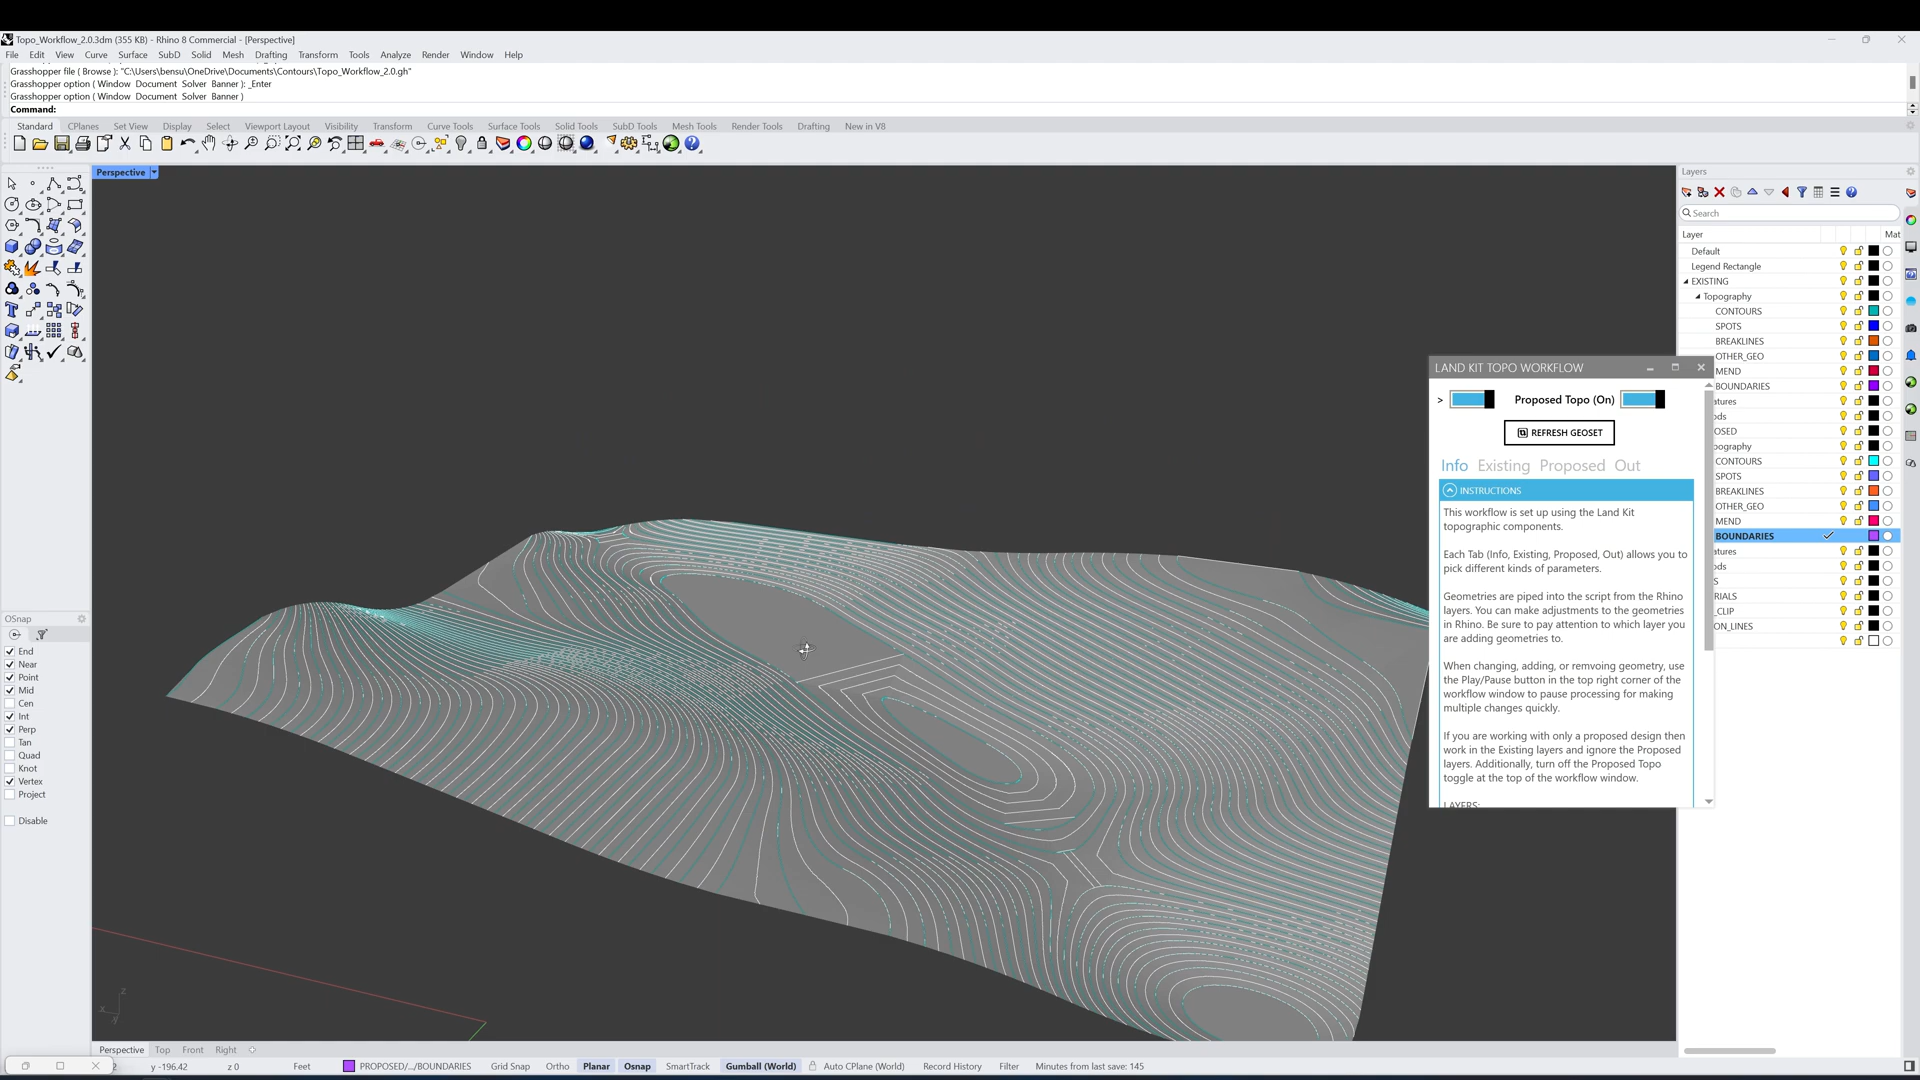 Topo_Workflow_2.0.3dm (355 KB) - Rhino 8 Commercial - [Perspective]
File Edit View Curve Surface SubD Solid Mesh Drafting Transform Tools Analyze Render Window Help
Grasshopper file ( Browse ): "C:\Users\bensu\OneDrive\Documents\Contours\Topo_Workflow_2.0.gh"
Grasshopper option ( Window Document Solver Banner ): _Enter
Grasshopper option ( Window Document Solver Banner )
Command:
Standard CPlanes Set View Display Select Viewport Layout Visibility Transform Curve Tools Surface Tools Solid Tools SubD Tools Mesh Tools Render Tools Drafting New in V8
Perspective
Layers
Search
Layer Mat
Default
Legend Rectangle
EXISTING
Topography
CONTOURS
SPOTS
BREAKLINES
OTHER_GEO
MEND
BOUNDARIES
atures
ods
OSED
pography
CONTOURS
SPOTS
BREAKLINES
OTHER_GEO
MEND
BOUNDARIES
atures
ods
S
RIALS
_CLIP
ON_LINES
LAND KIT TOPO WORKFLOW
> Proposed Topo (On)
REFRESH GEOSET
Info Existing Proposed Out
INSTRUCTIONS
This workflow is set up using the Land Kit
topographic components.
Each Tab (Info, Existing, Proposed, Out) allows you to
pick different kinds of parameters.
Geometries are piped into the script from the Rhino
layers. You can make adjustments to the geometries
in Rhino. Be sure to pay attention to which layer you
are adding geometries to.
When changing, adding, or remvoing geometry, use
the Play/Pause button in the top right corner of the
workflow window to pause processing for making
multiple changes quickly.
If you are working with only a proposed design then
work in the Existing layers and ignore the Proposed
layers. Additionally, turn off the Proposed Topo
toggle at the top of the workflow window.
LAYERS:
OSnap
End
Near
Point
Mid
Cen
Int
Perp
Tan
Quad
Knot
Vertex
Project
Disable
z
x
y
Perspective Top Front Right
2 y -196.42 z 0 Feet PROPOSED/.../BOUNDARIES Grid Snap Ortho Planar Osnap SmartTrack Gumball (World) Auto CPlane (World) Record History Filter Minutes from last save: 145